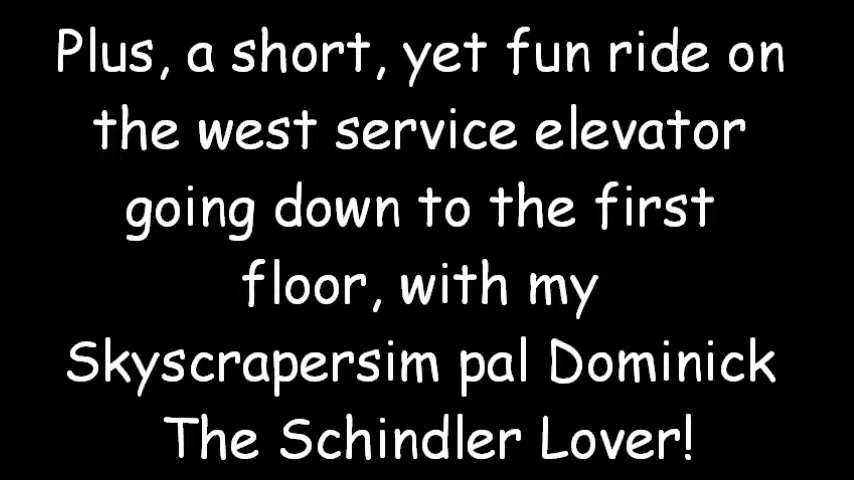 Plus, a short, yet fun ride on
the west service elevator
going down to the first
floor, with my
Skyscrapersim pal Dominick
The Schindler Lover!